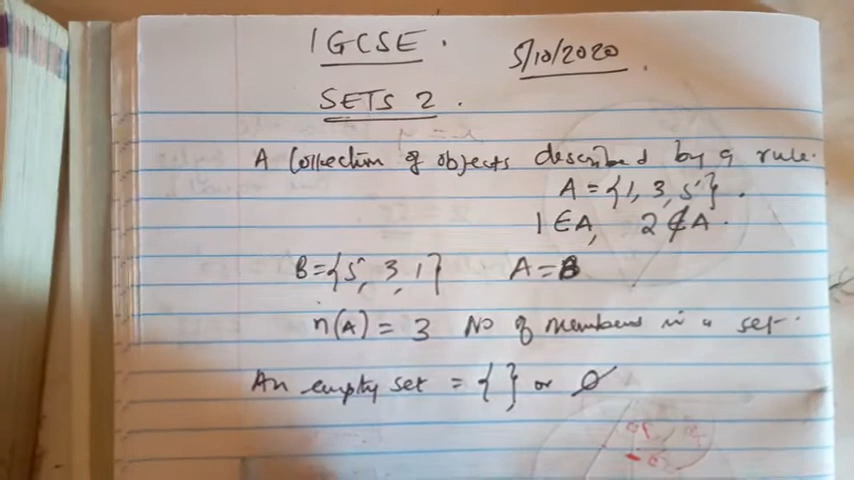 IGCSE.
5/10/2020.
SETS 2.
A Collection of objects described by a rule.
A = {1, 3, 5}.
1 ∈ A, 2 ∉ A.
B = {5, 3, 1} A = B
n(A) = 3 No of members in a set.
An empty set = { } or Ø